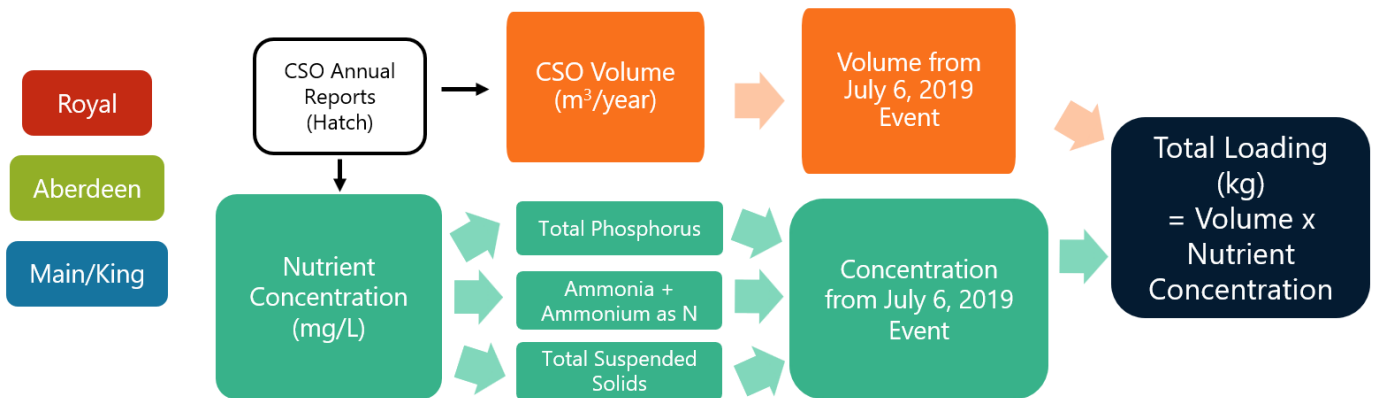 Royal
Aberdeen
Main/King
CSO Annual
Reports
(Hatch)
CSO Volume
(m³/year)
Volume from
July 6, 2019
Event
Nutrient
Concentration
(mg/L)
Total Phosphorus
Ammonia +
Ammonium as N
Total Suspended
Solids
Concentration
from July 6, 2019
Event
Total Loading
(kg)
= Volume x
Nutrient
Concentration